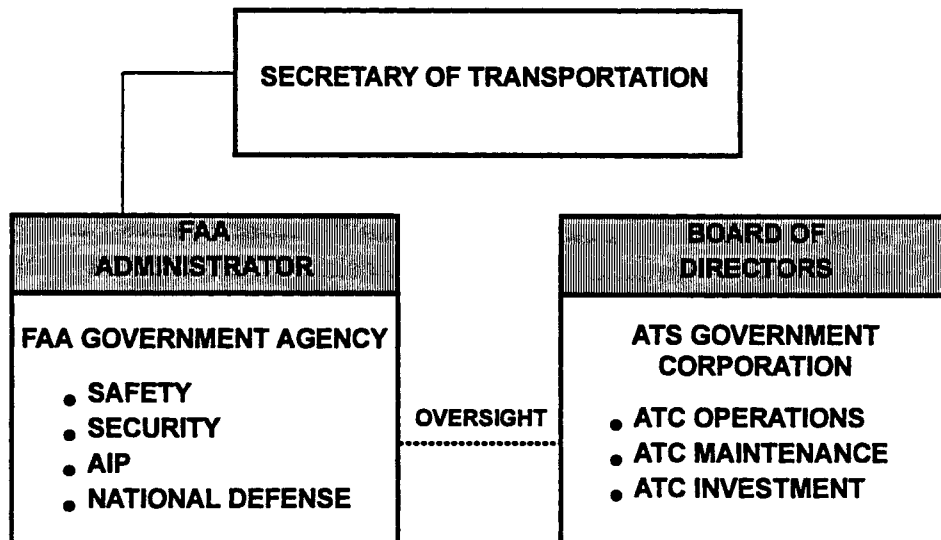 SECRETARY OF TRANSPORTATION
FAA
ADMINISTRATOR
FAA GOVERNMENT AGENCY
• SAFETY
• SECURITY
• AIP
• NATIONAL DEFENSE
OVERSIGHT
BOARD OF
DIRECTORS
ATS GOVERNMENT
CORPORATION
• ATC OPERATIONS
• ATC MAINTENANCE
• ATC INVESTMENT